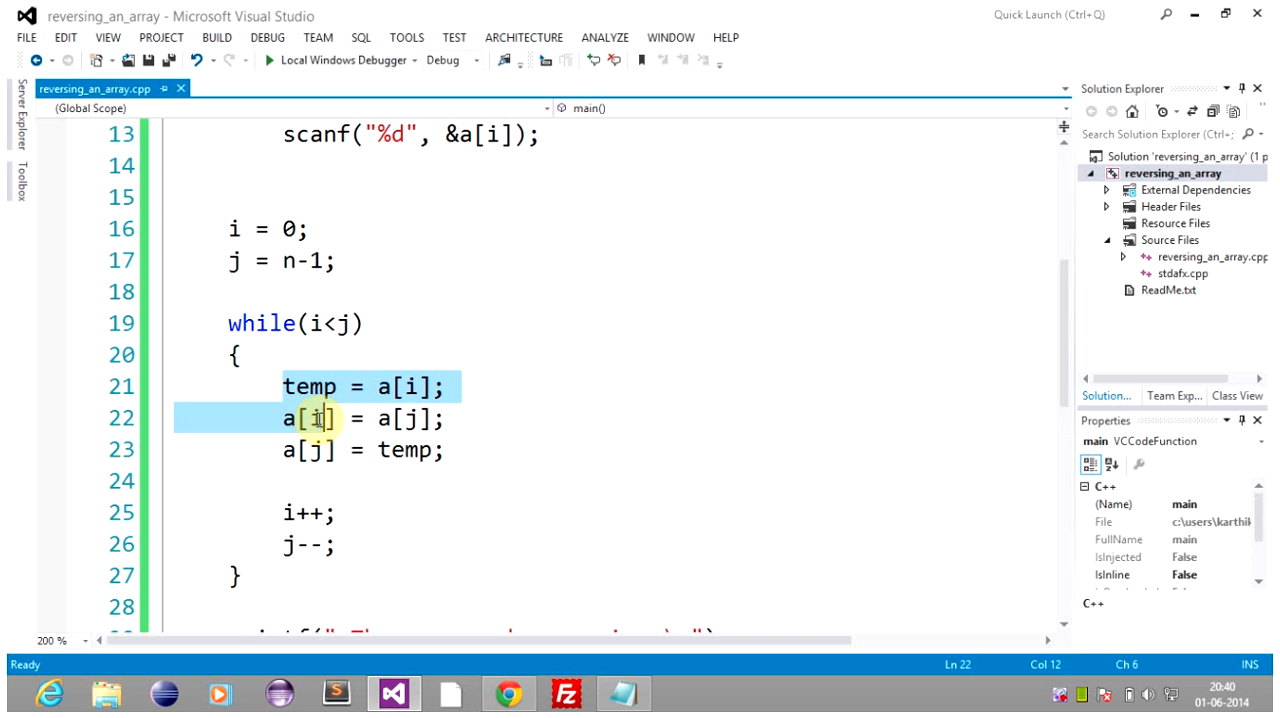 reversing_an_array - Microsoft Visual Studio
Quick Launch (Ctrl+Q)
FILE EDIT VIEW PROJECT BUILD DEBUG TEAM SQL TOOLS TEST ARCHITECTURE ANALYZE WINDOW HELP
Local Windows Debugger Debug
Server Explorer
Toolbox
reversing_an_array.cpp
(Global Scope) main()
13 scanf("%d", &a[i]);
14
15
16 i = 0;
17 j = n-1;
18
19 while(i<j)
20 {
21 temp = a[i];
22 a[i] = a[j];
23 a[j] = temp;
24
25 i++;
26 j--;
27 }
28
200 %
Solution Explorer
Search Solution Explorer (Ctrl+;
Solution 'reversing_an_array' (1 p
reversing_an_array
External Dependencies
Header Files
Resource Files
Source Files
reversing_an_array.cpp
stdafx.cpp
ReadMe.txt
Solution... Team Exp... Class View
Properties
main VCCodeFunction
C++
(Name) main
File c:\users\karthik
FullName main
IsInjected False
IsInline False
C++
Ready Ln 22 Col 12 Ch 6 INS
20:40
01-06-2014